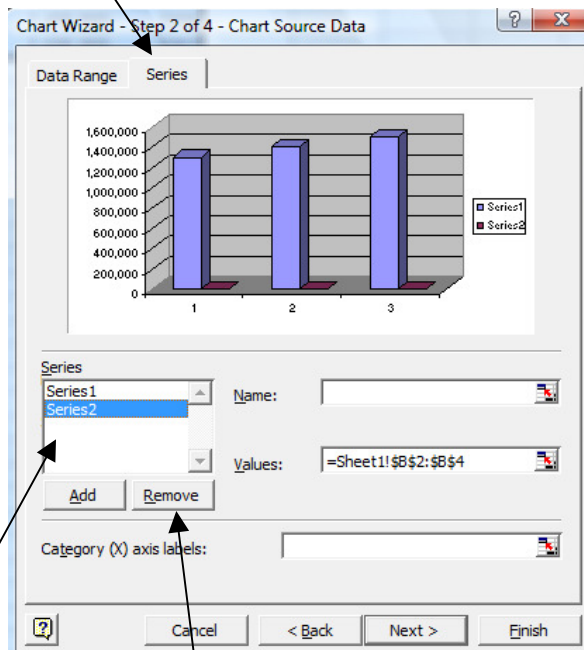 Chart Wizard - Step 2 of 4 - Chart Source Data
Data Range Series
1,600,000
1,400,000
1,200,000
1,000,000
800,000
600,000
400,000
200,000
0
1 2 3
Series1
Series2
Series
Series1
Series2
Name:
Values: =Sheet1!$B$2:$B$4
Add Remove
Category (X) axis labels:
Cancel < Back Next > Finish